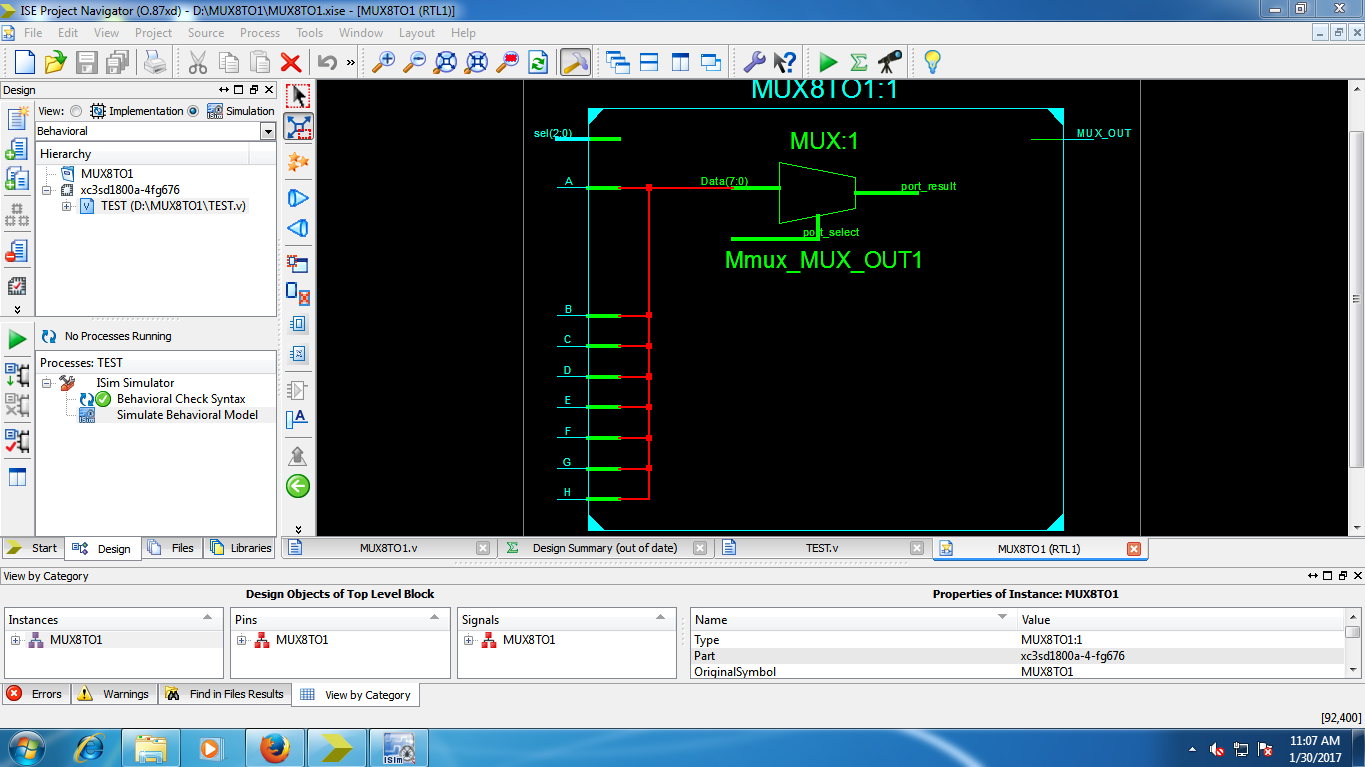 ISE Project Navigator (O.87xd) - D:\MUX8TO1\MUX8TO1.xise - [MUX8TO1 (RTL1)]
File Edit View Project Source Process Tools Window Layout Help
Design
View: Implementation Simulation
Behavioral
Hierarchy
MUX8TO1
xc3sd1800a-4fg676
TEST (D:\MUX8TO1\TEST.v)
No Processes Running
Processes: TEST
ISim Simulator
Behavioral Check Syntax
Simulate Behavioral Model
Start Design Files Libraries
MUX8TO1:1
sel(2:0)
MUX_OUT
MUX:1
A
Data(7:0)
port_result
port_select
Mmux_MUX_OUT1
B
C
D
E
F
G
H
MUX8TO1.v Design Summary (out of date) TEST.v MUX8TO1 (RTL1)
View by Category
Design Objects of Top Level Block
Properties of Instance: MUX8TO1
Instances Pins Signals
MUX8TO1 MUX8TO1 MUX8TO1
Name Value
Type MUX8TO1:1
Part xc3sd1800a-4-fg676
OriginalSymbol MUX8TO1
Errors Warnings Find in Files Results View by Category
[92,400]
ISim
11:07 AM
1/30/2017